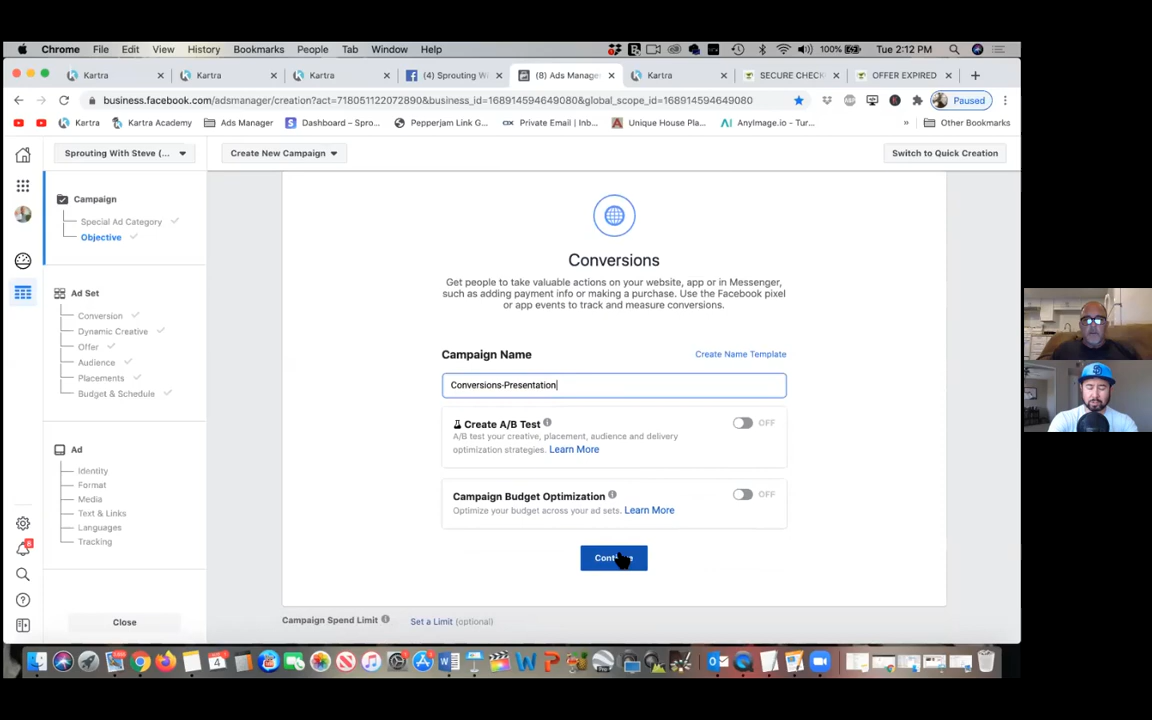 Chrome File Edit View History Bookmarks People Tab Window Help 100% Tue 2:12 PM
Kartra Kartra Kartra (4) Sprouting Wi (8) Ads Manage Kartra SECURE CHECK OFFER EXPIRED
business.facebook.com/adsmanager/creation?act=718051122072890&business_id=168914594649080&global_scope_id=168914594649080 Paused
Kartra Kartra Academy Ads Manager Dashboard – Spro... Pepperjam Link G... Private Email | Inb... Unique House Pla... AnyImage.io - Tur... » Other Bookmarks
Sprouting With Steve (... Create New Campaign Switch to Quick Creation
Campaign
Special Ad Category
Objective
Ad Set
Conversion
Dynamic Creative
Offer
Audience
Placements
Budget & Schedule
Ad
Identity
Format
Media
Text & Links
Languages
Tracking
Close
8
Conversions
Get people to take valuable actions on your website, app or in Messenger,
such as adding payment info or making a purchase. Use the Facebook pixel
or app events to track and measure conversions.
Campaign Name Create Name Template
Conversions-Presentation
Create A/B Test OFF
A/B test your creative, placement, audience and delivery
optimization strategies. Learn More
Campaign Budget Optimization OFF
Optimize your budget across your ad sets. Learn More
Campaign Spend Limit Set a Limit (optional)